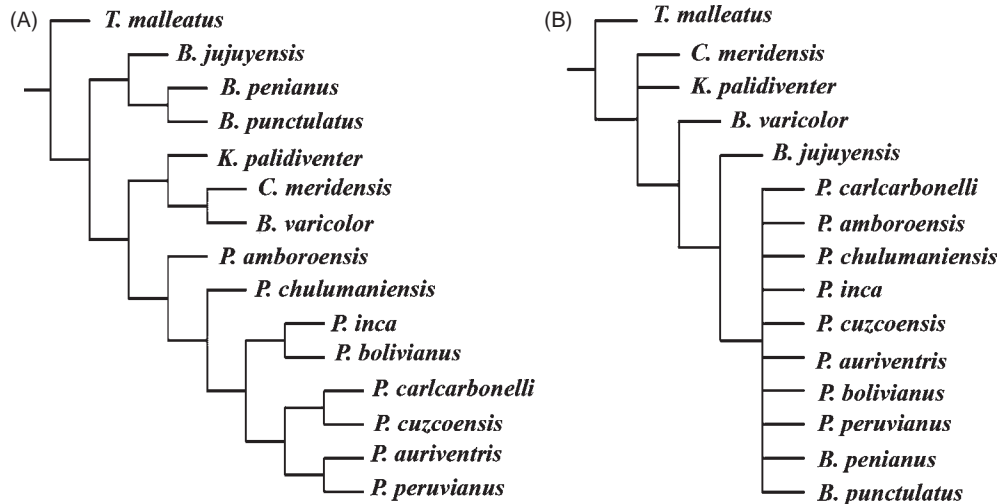 (A)
T. malleatus
B. jujuyensis
B. penianus
B. punctulatus
K. palidiventer
C. meridensis
B. varicolor
P. amboroensis
P. chulumaniensis
P. inca
P. bolivianus
P. carlcarbonelli
P. cuzcoensis
P. auriventris
P. peruvianus
(B)
T. malleatus
C. meridensis
K. palidiventer
B. varicolor
B. jujuyensis
P. carlcarbonelli
P. amboroensis
P. chulumaniensis
P. inca
P. cuzcoensis
P. auriventris
P. bolivianus
P. peruvianus
B. penianus
B. punctulatus